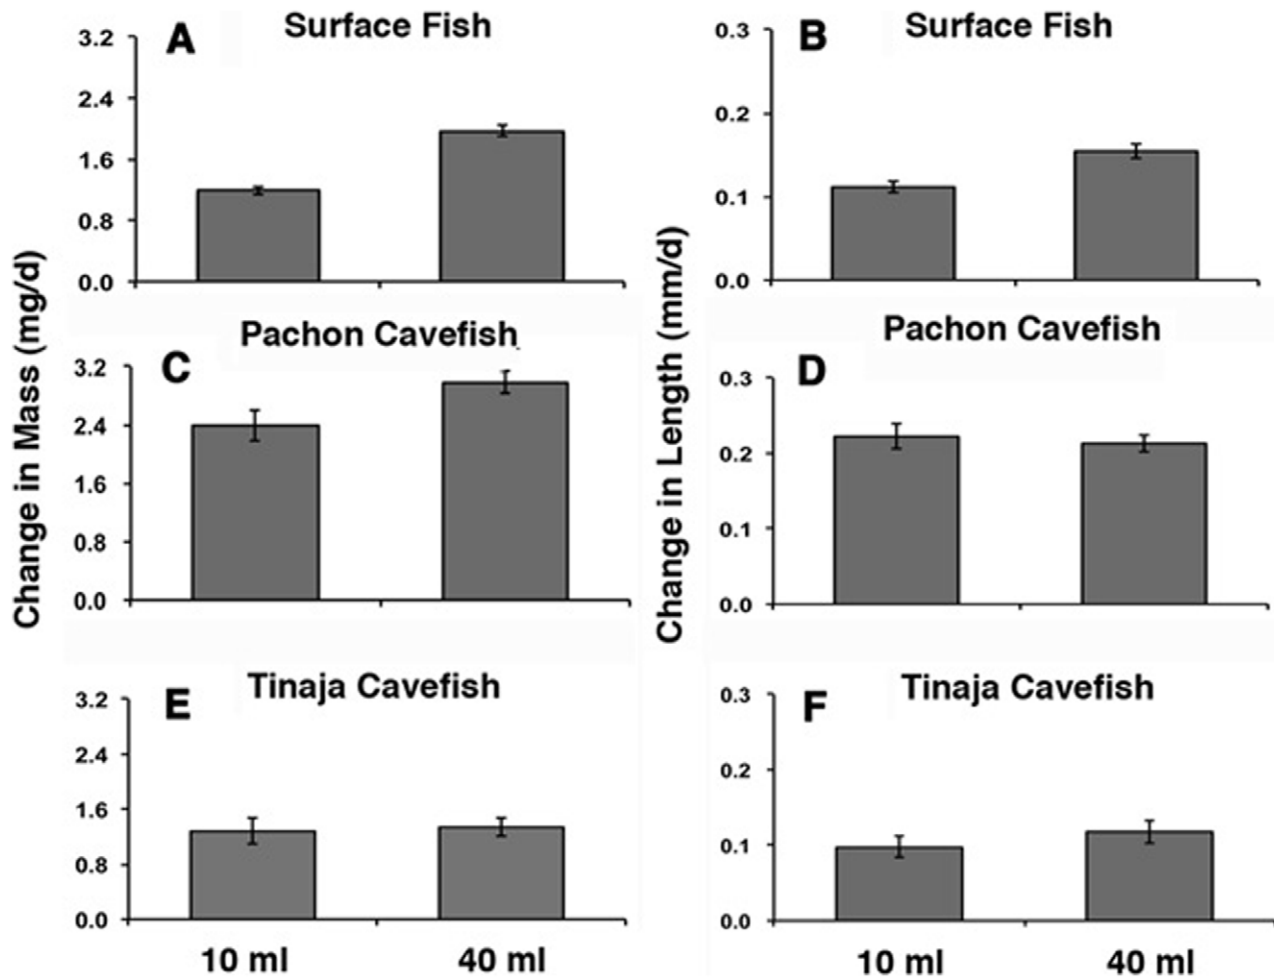 A
Surface Fish
3.2
2.4
1.6
0.8
0.0
B
Surface Fish
0.3
0.2
0.1
0.0
Change in Mass (mg/d)
Change in Length (mm/d)
C
Pachon Cavefish
3.2
2.4
1.6
0.8
0.0
D
Pachon Cavefish
0.3
0.2
0.1
0.0
E
Tinaja Cavefish
3.2
2.4
1.6
0.8
0.0
10 ml 40 ml
F
Tinaja Cavefish
0.3
0.2
0.1
0.0
10 ml 40 ml